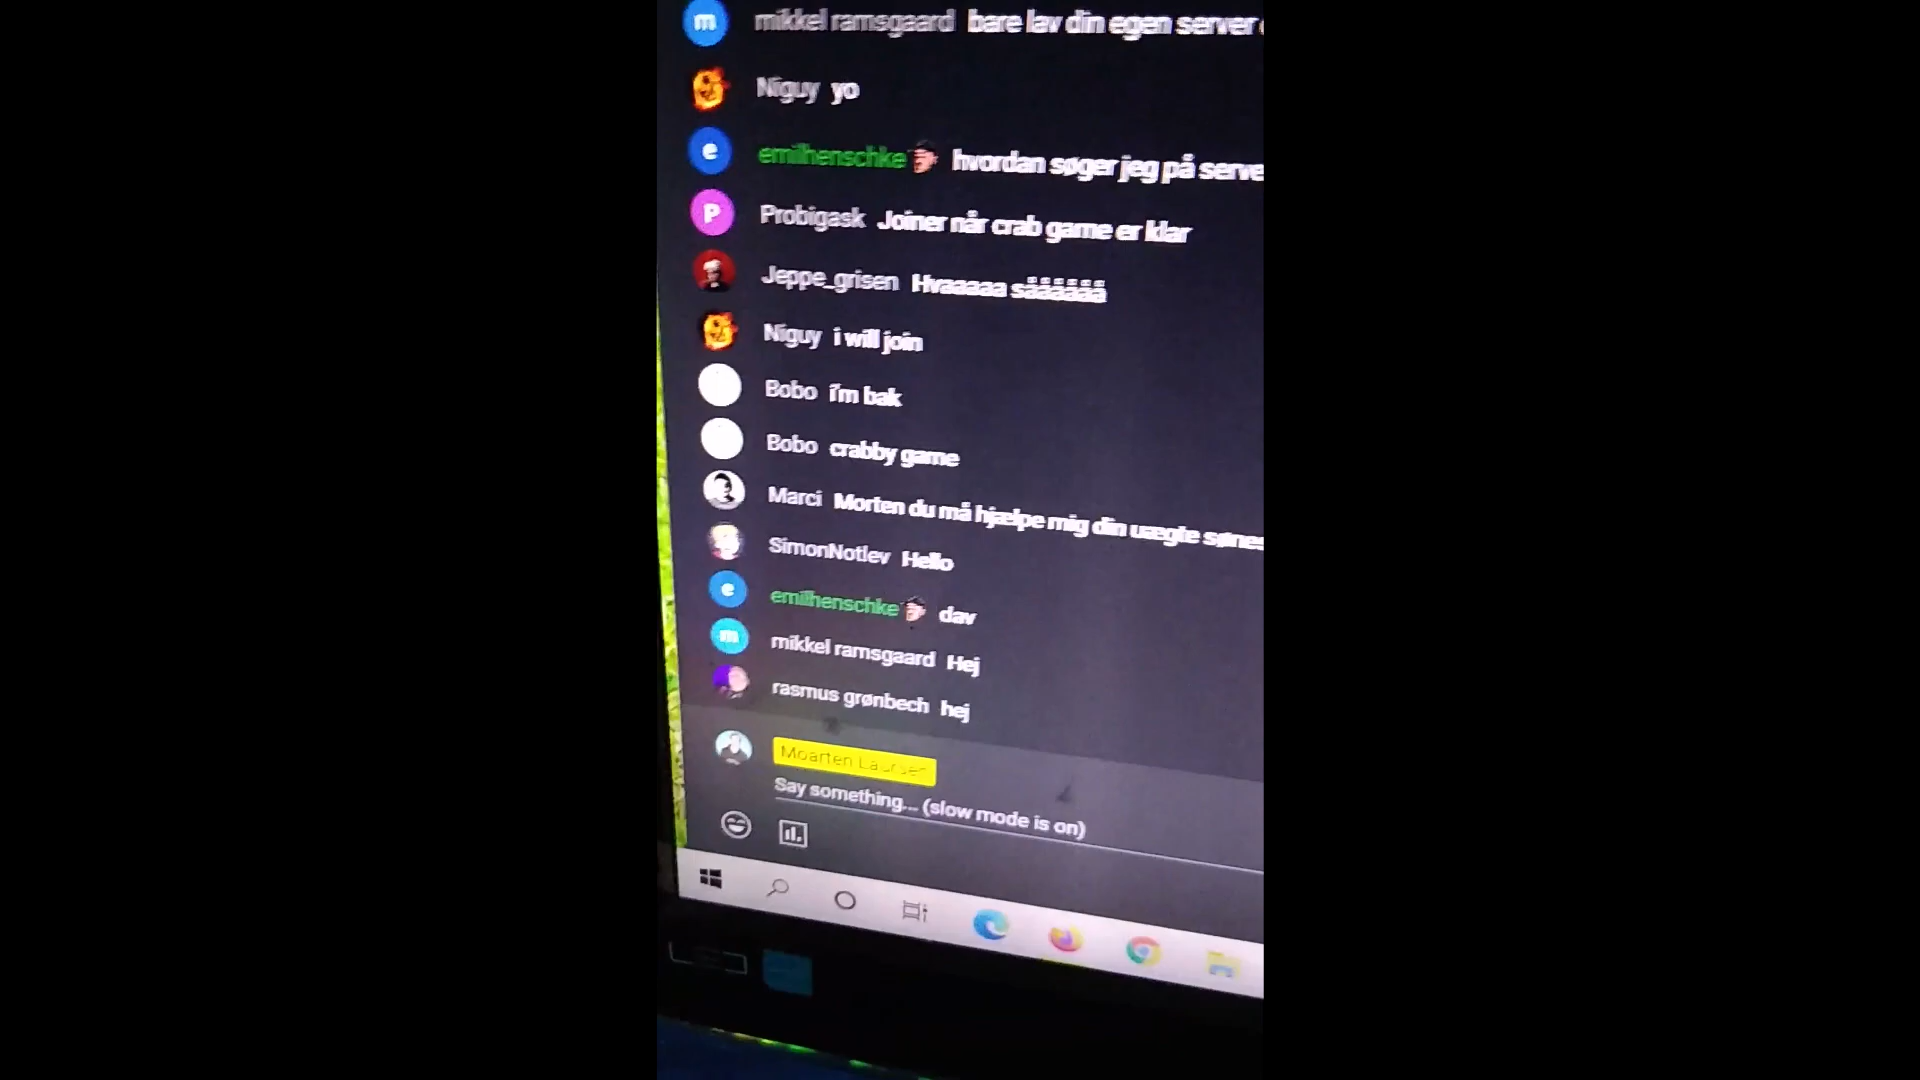 m mikkel ramsgaard bare lav din egen server
Niguy yo
e emilhenschke hvordan søger jeg på serve
P Probigask Joiner når crab game er klar
Jeppe_grisen Hvaaaaa såååååå
Niguy i will join
Bobo i'm bak
Bobo crabby game
Marci Morten du må hjælpe mig din uægte sønes
SimonNotlev Hello
e emilhenschke dav
m mikkel ramsgaard Hej
rasmus grønbech hej
Moarten Laursen
Say something... (slow mode is on)